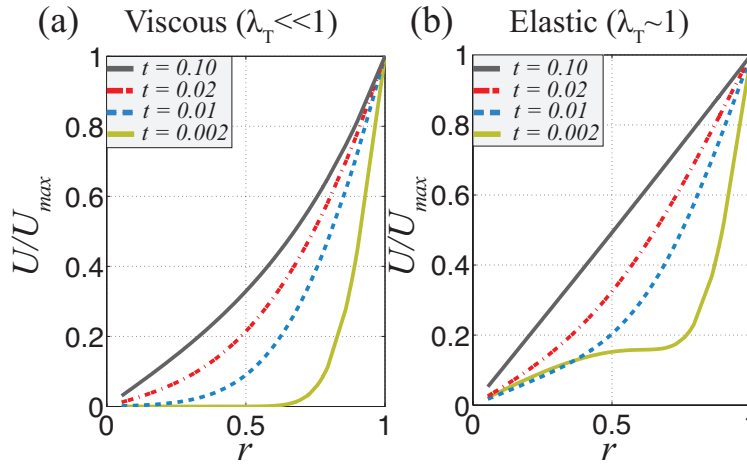 (a) Viscous (λ_T<<1)
U/U_max
1
0.8
0.6
0.4
0.2
0
t = 0.10
t = 0.02
t = 0.01
t = 0.002
0
0.5
1
r
(b) Elastic (λ_T~1)
U/U_max
1
0.8
0.6
0.4
0.2
0
t = 0.10
t = 0.02
t = 0.01
t = 0.002
0
0.5
1
r